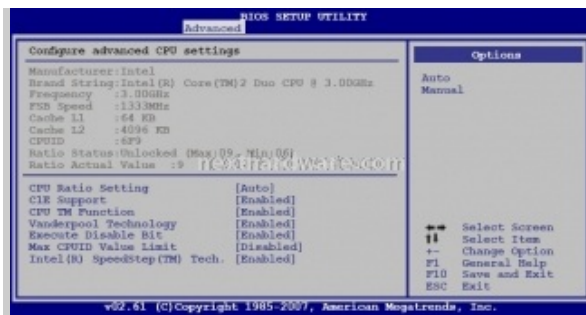 BIOS SETUP UTILITY
Advanced
Configure advanced CPU settings
Manufacturer:Intel
Brand String:Intel(R) Core(TM)2 Duo CPU @ 3.00GHz
Frequency :3.00GHz
FSB Speed :1333MHz
Cache L1 :64 KB
Cache L2 :4096 KB
CPUID :6F9
Ratio Status:Unlocked (Max:09, Min:06)
Ratio Actual Value :9
nexthardware.com
CPU Ratio Setting [Auto]
C1E Support [Enabled]
CPU TM Function [Enabled]
Vanderpool Technology [Enabled]
Execute Disable Bit [Enabled]
Max CPUID Value Limit [Disabled]
Intel(R) SpeedStep(TM) Tech. [Enabled]
Options
Auto
Manual
←→ Select Screen
↑↓ Select Item
+- Change Option
F1 General Help
F10 Save and Exit
ESC Exit
v02.61 (C)Copyright 1985-2007, American Megatrends, Inc.